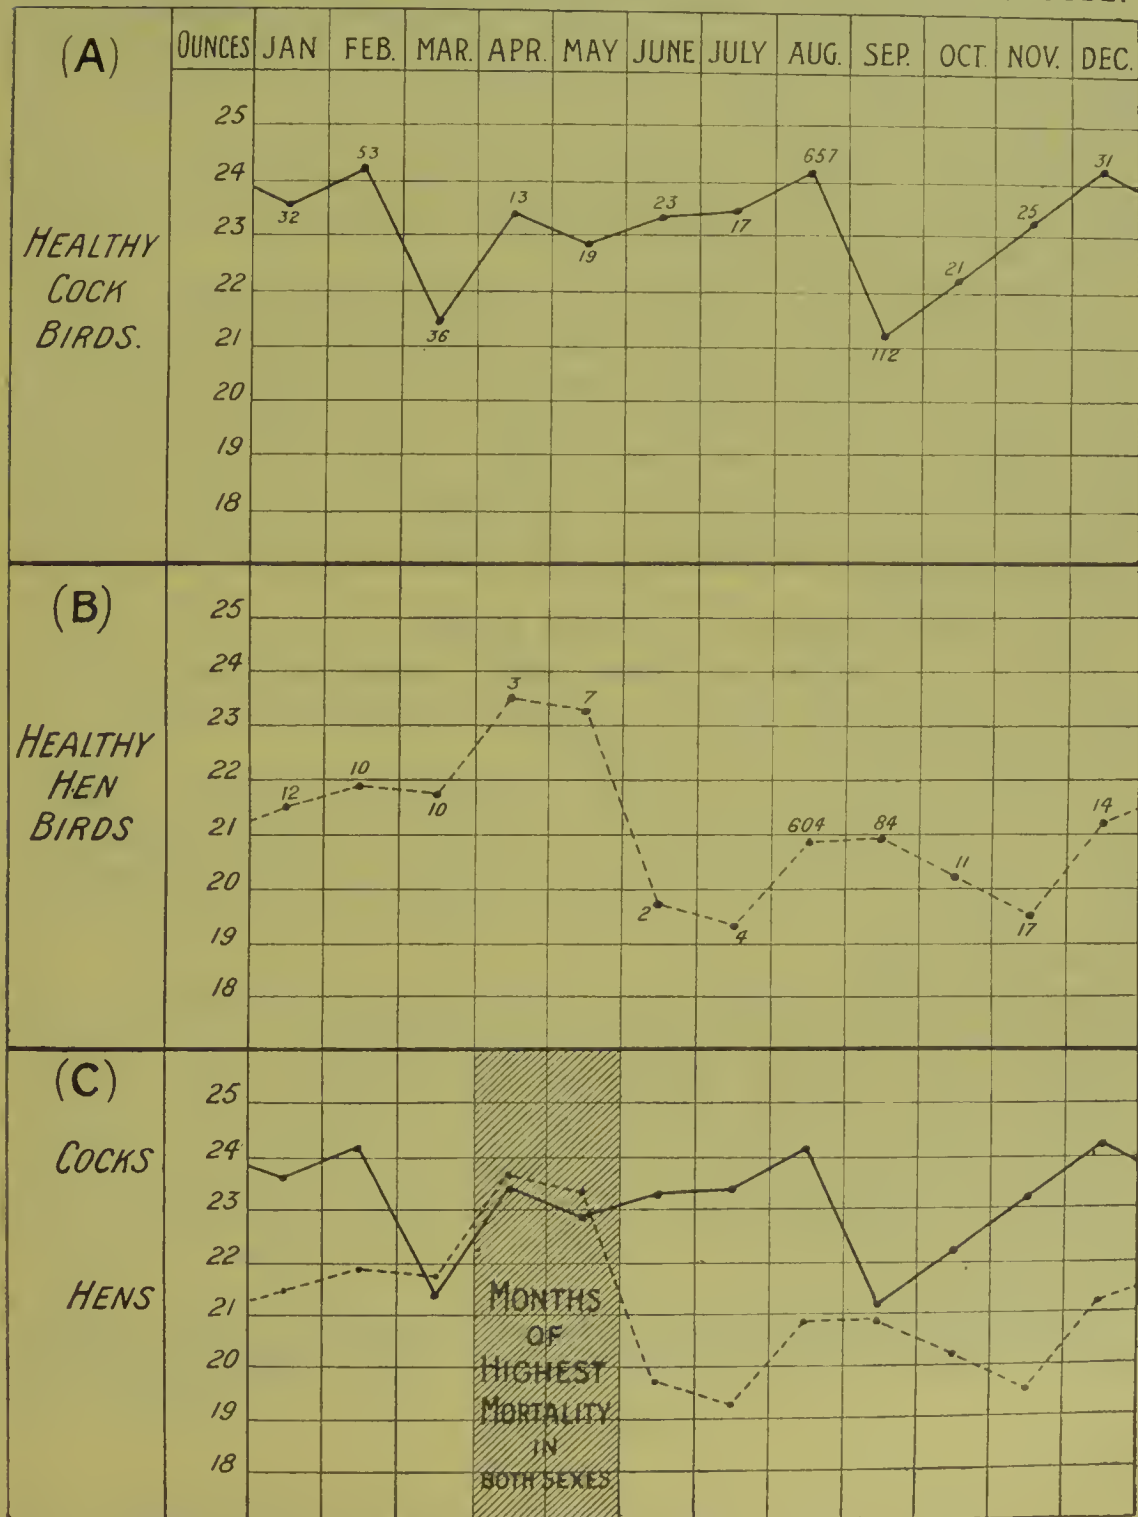 (A)
OUNCES JAN FEB. MAR. APR. MAY JUNE JULY AUG. SEP. OCT. NOV. DEC.
HEALTHY
COCK
BIRDS.
25
24
23
22
21
20
19
18
32 53 36 13 19 23 17 657 112 21 25 31
(B)
HEALTHY
HEN
BIRDS
25
24
23
22
21
20
19
18
12 10 10 3 7 2 4 604 84 11 17 14
(C)
COCKS
HENS
25
24
23
22
21
20
19
18
MONTHS
OF
HIGHEST
MORTALITY
IN
BOTH SEXES